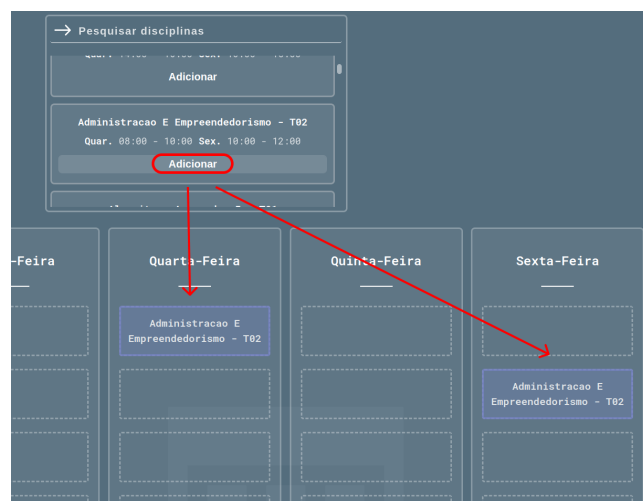 Pesquisar disciplinas
Adicionar
Administracao E Empreendedorismo - T02
Quar. 08:00 - 10:00 Sex. 10:00 - 12:00
Adicionar
-Feira
Quarta-Feira
Quinta-Feira
Sexta-Feira
Administracao E
Empreendedorismo - T02
Administracao E
Empreendedorismo - T02